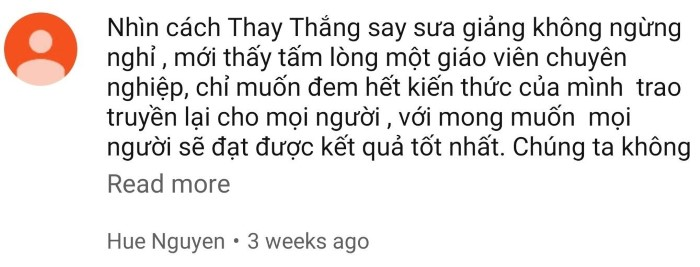 Nhìn cách Thay Thắng say sưa giảng không ngừng
nghỉ , mới thấy tấm lòng một giáo viên chuyên
nghiệp, chỉ muốn đem hết kiến thức của mình  trao
truyền lại cho mọi người , với mong muốn  mọi
người sẽ đạt được kết quả tốt nhất. Chúng ta không
Read more
Hue Nguyen • 3 weeks ago